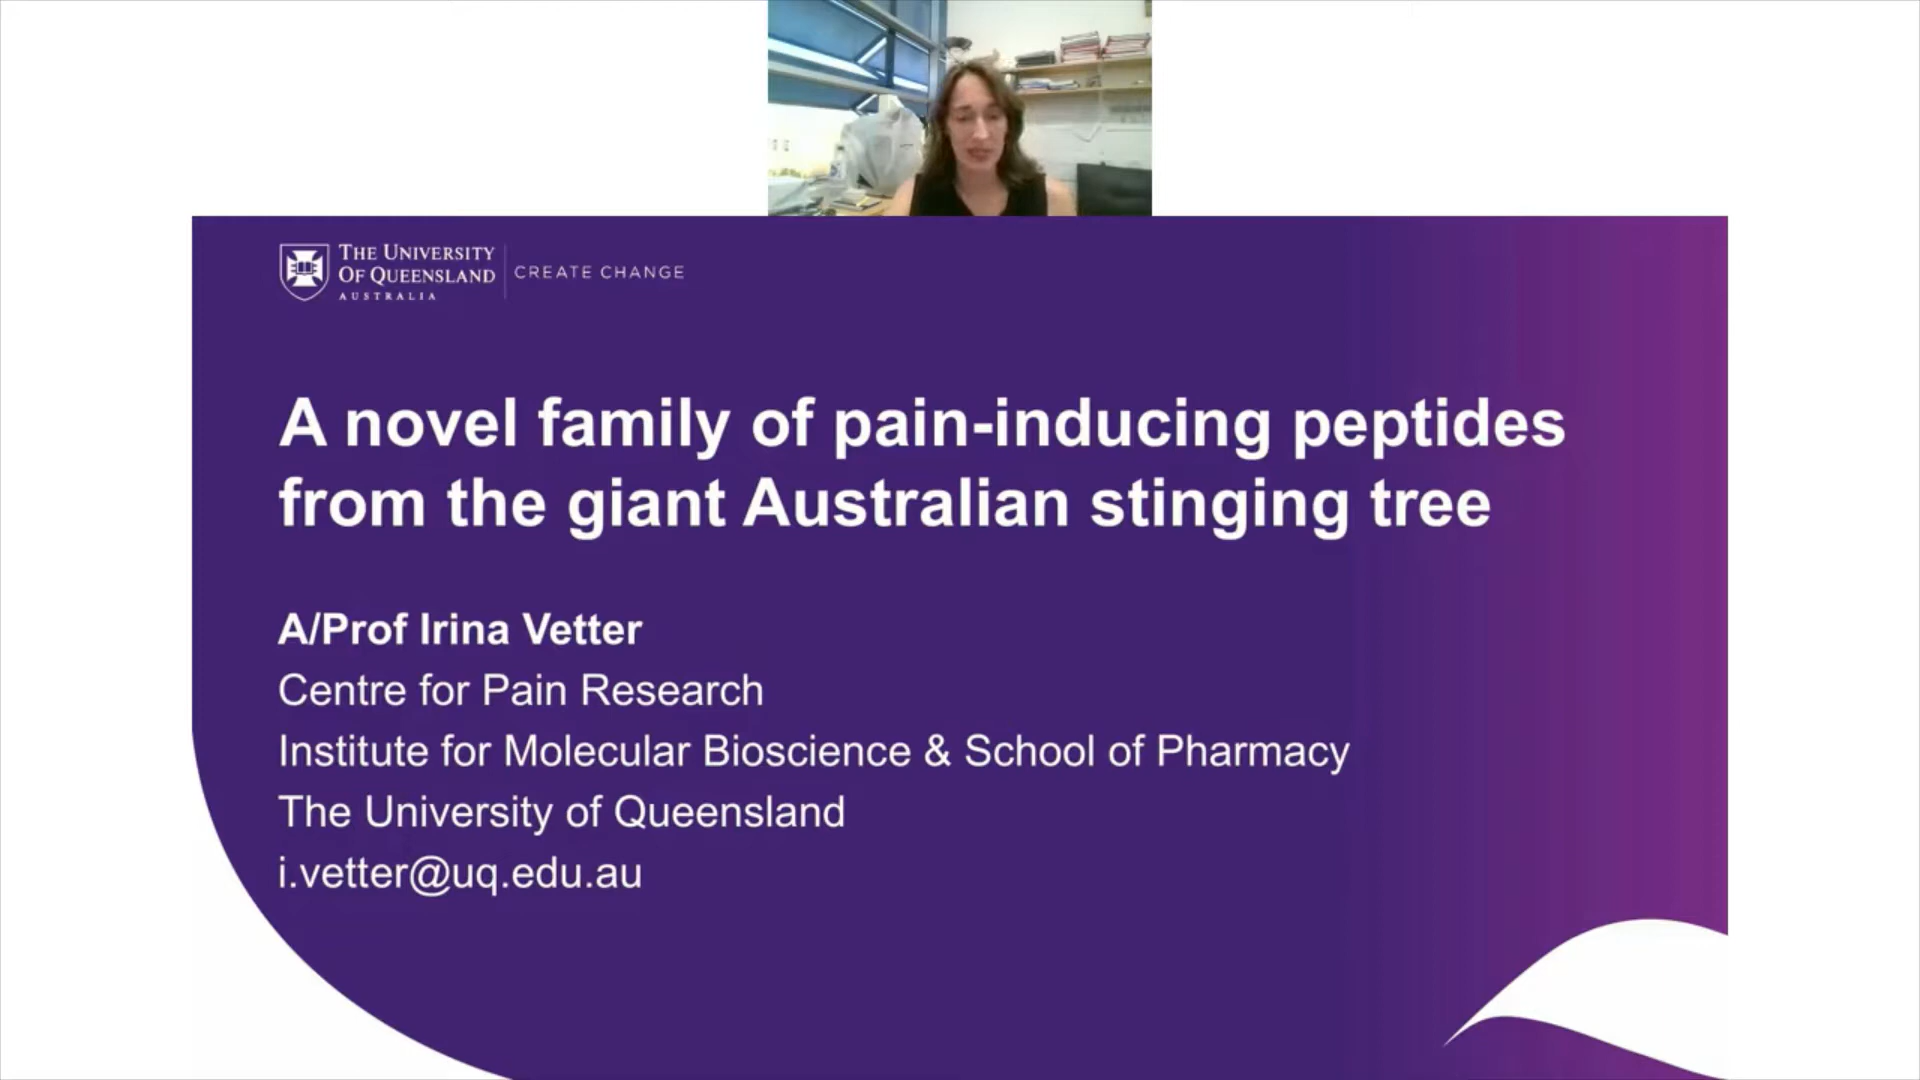 THE UNIVERSITY
OF QUEENSLAND
AUSTRALIA
CREATE CHANGE
A novel family of pain-inducing peptides
from the giant Australian stinging tree
A/Prof Irina Vetter
Centre for Pain Research
Institute for Molecular Bioscience & School of Pharmacy
The University of Queensland
i.vetter@uq.edu.au